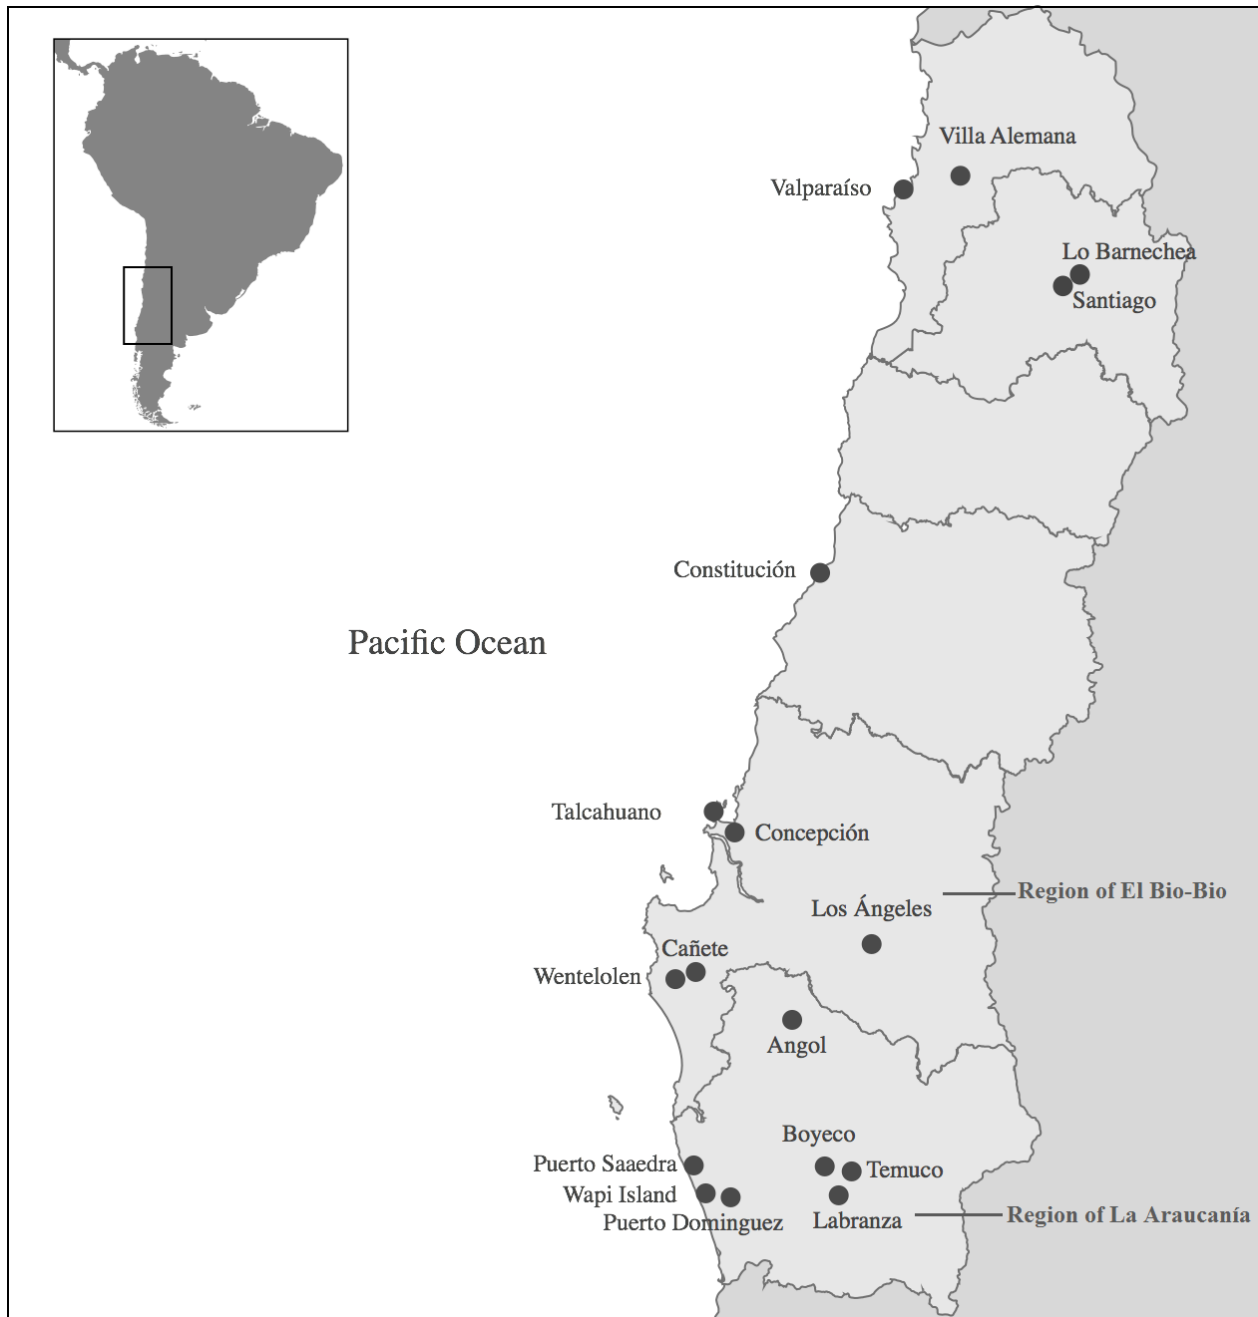 Villa Alemana
Valparaíso
Lo Barnechea
Santiago
Constitución
Pacific Ocean
Talcahuano
Concepción
Region of El Bio-Bio
Los Ángeles
Cañete
Wentelolen
Angol
Boyeco
Puerto Saaedra
Temuco
Wapi Island
Puerto Dominguez
Labranza
Region of La Araucanía